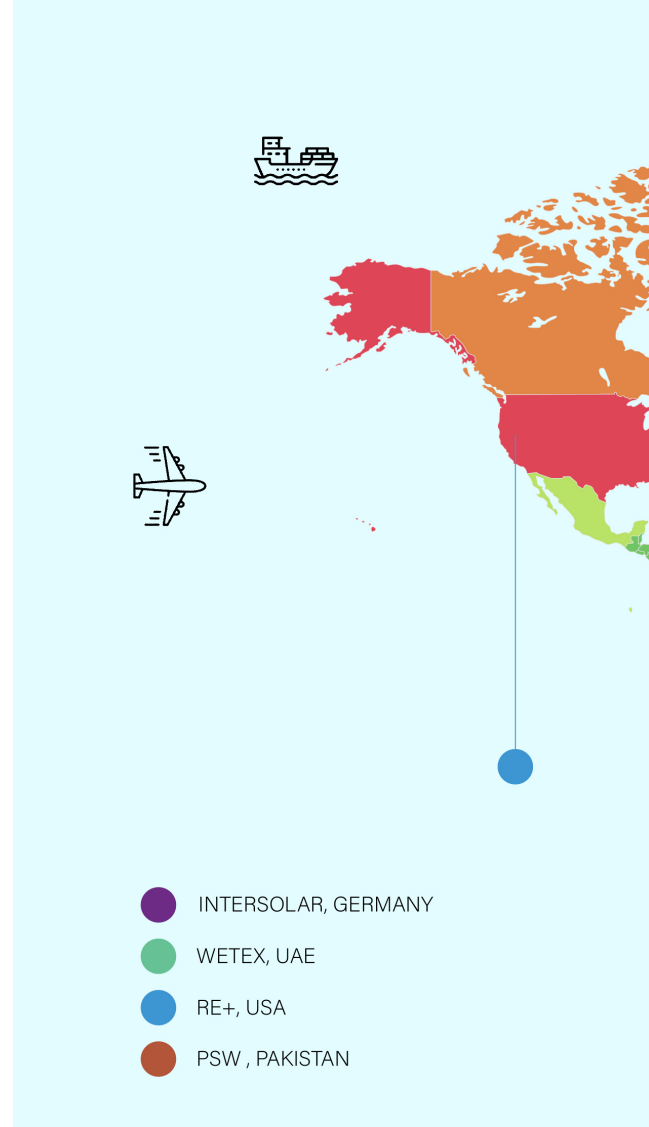 INTERSOLAR, GERMANY
WETEX, UAE
RE+, USA
PSW , PAKISTAN